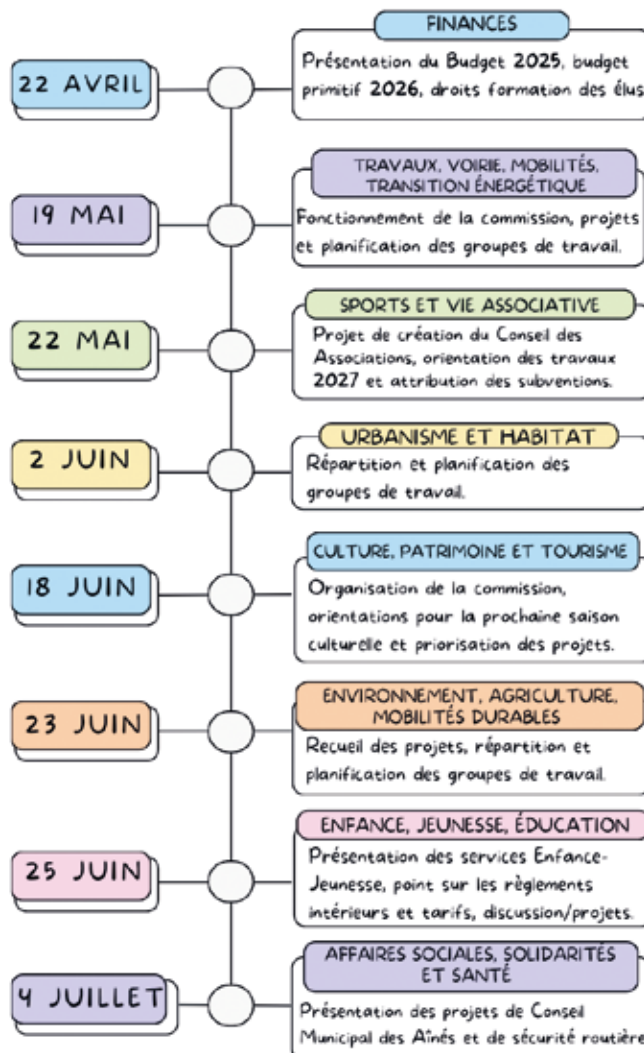 22 AVRIL
FINANCES
Présentation du Budget 2025, budget
primitif 2026, droits formation des élus
19 MAI
TRAVAUX, VOIRIE, MOBILITÉS,
TRANSITION ÉNERGÉTIQUE
Fonctionnement de la commission, projets
et planification des groupes de travail.
22 MAI
SPORTS ET VIE ASSOCIATIVE
Projet de création du Conseil des
Associations, orientation des travaux
2027 et attribution des subventions.
2 JUIN
URBANISME ET HABITAT
Répartition et planification des
groupes de travail.
18 JUIN
CULTURE, PATRIMOINE ET TOURISME
Organisation de la commission,
orientations pour la prochaine saison
culturelle et priorisation des projets.
23 JUIN
ENVIRONNEMENT, AGRICULTURE,
MOBILITÉS DURABLES
Recueil des projets, répartition et
planification des groupes de travail.
25 JUIN
ENFANCE, JEUNESSE, ÉDUCATION
Présentation des services Enfance-
Jeunesse, point sur les règlements
intérieurs et tarifs, discussion/projets.
4 JUILLET
AFFAIRES SOCIALES, SOLIDARITÉS
ET SANTÉ
Présentation des projets de Conseil
Municipal des Aînés et de sécurité routière